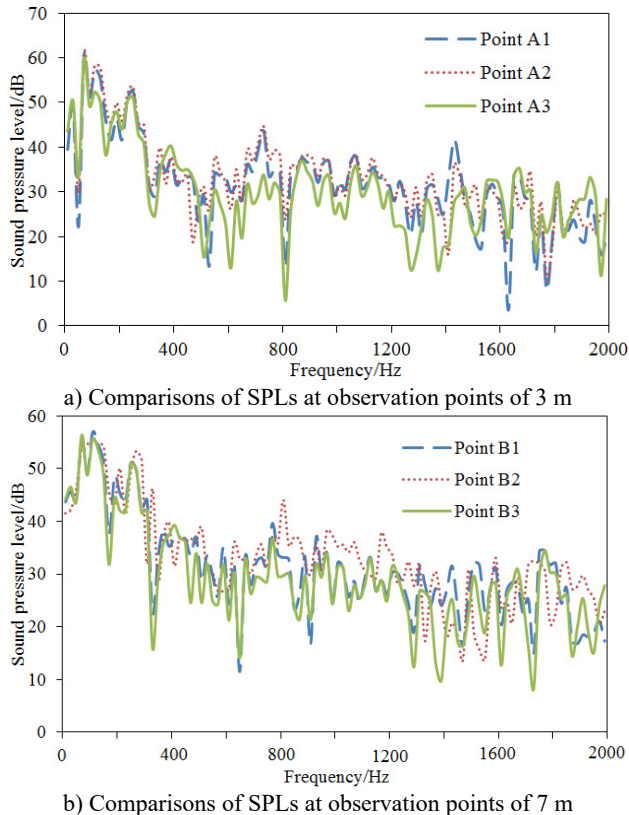 70
60
50
40
30
20
10
0
Sound pressure level/dB
Point A1
Point A2
Point A3
0 400 800 1200 1600 2000
Frequency/Hz
a) Comparisons of SPLs at observation points of 3 m
60
50
40
30
20
10
0
Sound pressure level/dB
Point B1
Point B2
Point B3
0 400 800 1200 1600 2000
Frequency/Hz
b) Comparisons of SPLs at observation points of 7 m